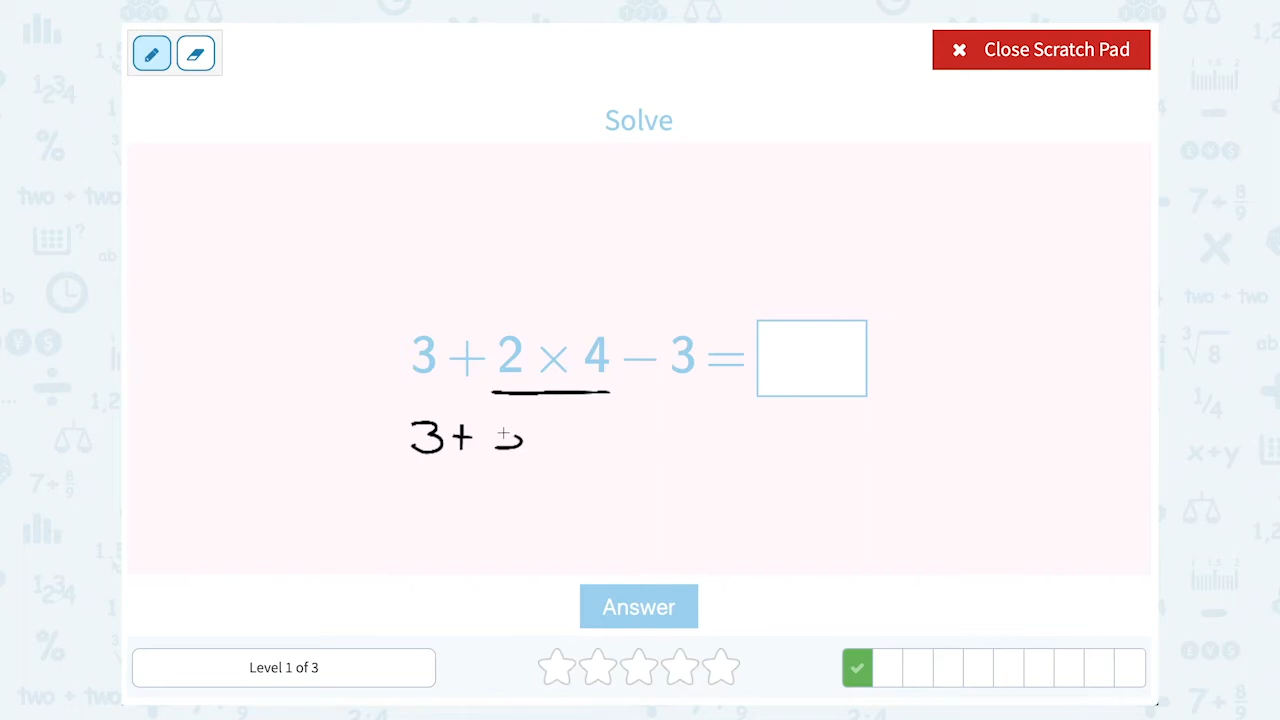 Close Scratch Pad
Solve
3 + 2 × 4 − 3 =
3+
Answer
Level 1 of 3